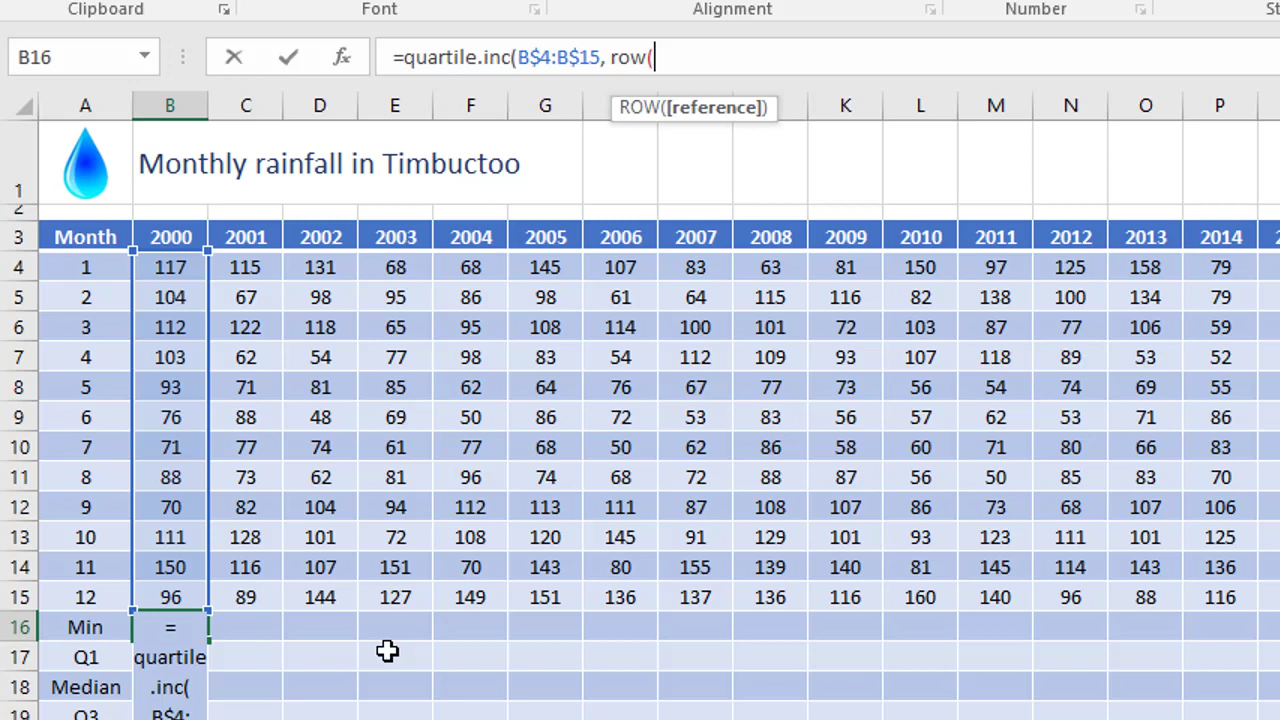 Clipboard Font Alignment Number St
B16 =quartile.inc(B$4:B$15, row(
A B C D E F G K L M N O P
ROW([reference])
1 Monthly rainfall in Timbuctoo
2
3 Month 2000 2001 2002 2003 2004 2005 2006 2007 2008 2009 2010 2011 2012 2013 2014 2
4 1 117 115 131 68 68 145 107 83 63 81 150 97 125 158 79
5 2 104 67 98 95 86 98 61 64 115 116 82 138 100 134 79
6 3 112 122 118 65 95 108 114 100 101 72 103 87 77 106 59
7 4 103 62 54 77 98 83 54 112 109 93 107 118 89 53 52
8 5 93 71 81 85 62 64 76 67 77 73 56 54 74 69 55
9 6 76 88 48 69 50 86 72 53 83 56 57 62 53 71 86
10 7 71 77 74 61 77 68 50 62 86 58 60 71 80 66 83
11 8 88 73 62 81 96 74 68 72 88 87 56 50 85 83 70
12 9 70 82 104 94 112 113 111 87 108 107 86 73 68 107 106
13 10 111 128 101 72 108 120 145 91 129 101 93 123 111 101 125
14 11 150 116 107 151 70 143 80 155 139 140 81 145 114 143 136
15 12 96 89 144 127 149 151 136 137 136 116 160 140 96 88 116
16 Min =
17 Q1 quartile
18 Median .inc(
19 Q3 B$4: